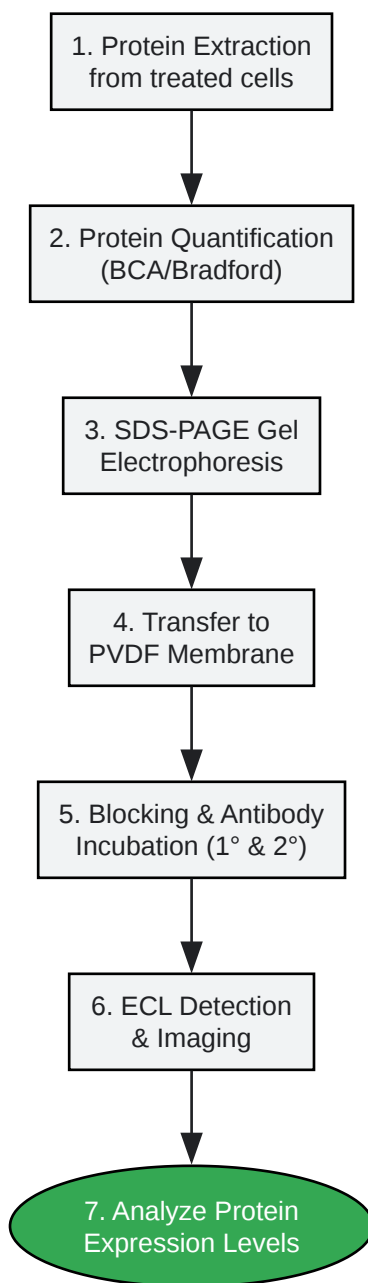 1. Protein Extraction
from treated cells
2. Protein Quantification
(BCA/Bradford)
3. SDS-PAGE Gel
Electrophoresis
4. Transfer to
PVDF Membrane
5. Blocking & Antibody
Incubation (1° & 2°)
6. ECL Detection
& Imaging
7. Analyze Protein
Expression Levels